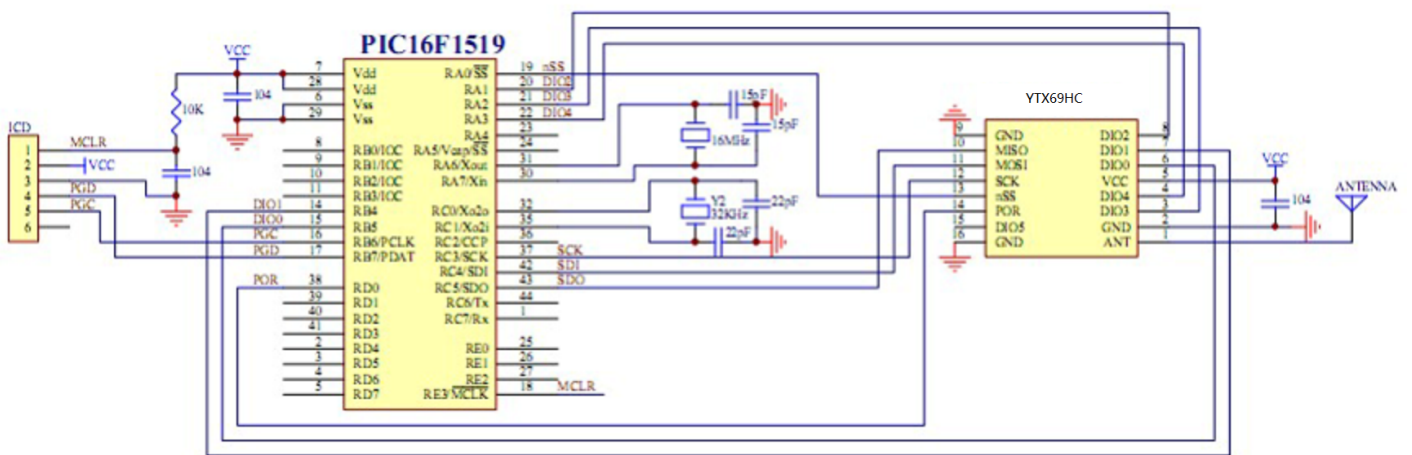 PIC16F1519
VCC
104
10K
ICD
1 MCLR
2 VCC
3
4 PGD
5 PGC
6
104
7 Vdd
28 Vdd
6 Vss
29 Vss
8 RB0/IOC
9 RB1/IOC
10 RB2/IOC
11 RB3/IOC
DIO1 14 RB4
DIO0 15 RB5
PGC 16 RB6/PCLK
PGD 17 RB7/PDAT
POR 38 RD0
39 RD1
40 RD2
41 RD3
2 RD4
3 RD5
4 RD6
5 RD7
RA0/SS 19 nSS
RA1 20 DIO2
RA2 21 DIO3
RA3 22 DIO4
RA4 23
RA5/Vcap/SS 24
RA6/Xout 31
RA7/Xin 30
RC0/Xo2o 32
RC1/Xo2i 35
RC2/CCP 36
RC3/SCK 37 SCK
RC4/SDI 42 SDI
RC5/SDO 43 SDO
RC6/Tx 44
RC7/Rx 1
RE0 25
RE1 26
RE2 27
RE3/MCLK 18 MCLR
15pF
15pF
16MHz
Y2
32KHz
22pF
22pF
YTX69HC
9 GND
10 MISO
11 MOSI
12 SCK
13 nSS
14 POR
15 DIO5
16 GND
DIO2 8
DIO1 7
DIO0 6
VCC 5
DIO4 4
DIO3 3
GND 2
ANT 1
VCC
104
ANTENNA